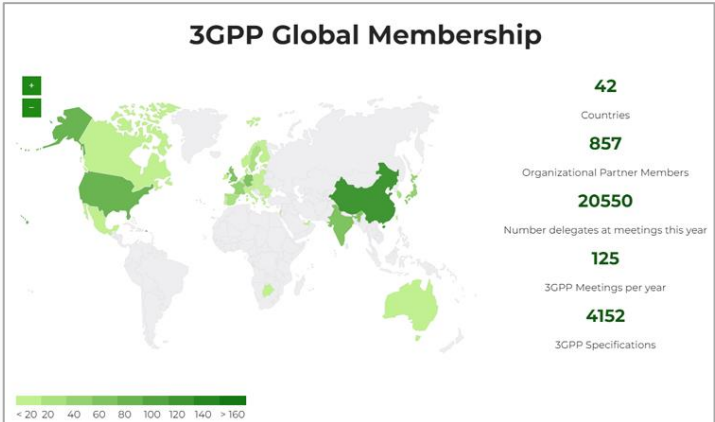 3GPP Global Membership
+
−
42
Countries
857
Organizational Partner Members
20550
Number delegates at meetings this year
125
3GPP Meetings per year
4152
3GPP Specifications
< 20 20 40 60 80 100 120 140 > 160